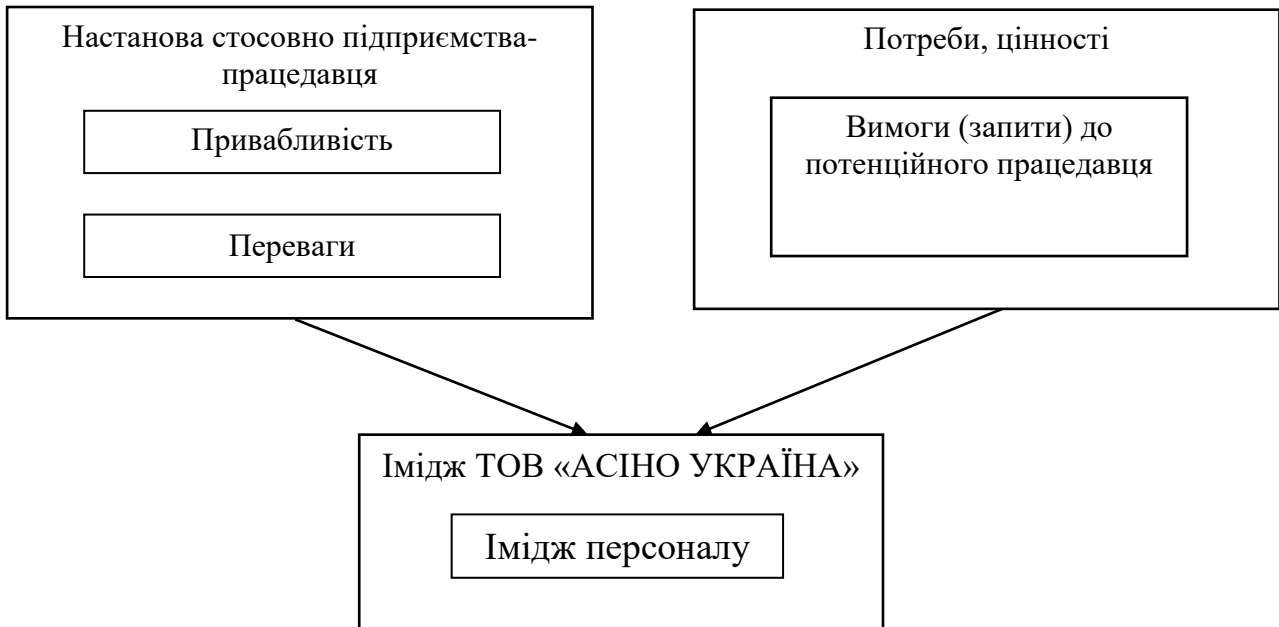 Настанова стосовно підприємства-
працедавця
Привабливість
Переваги
Потреби, цінності
Вимоги (запити) до
потенційного працедавця
Імідж ТОВ «АСІНО УКРАЇНА»
Імідж персоналу